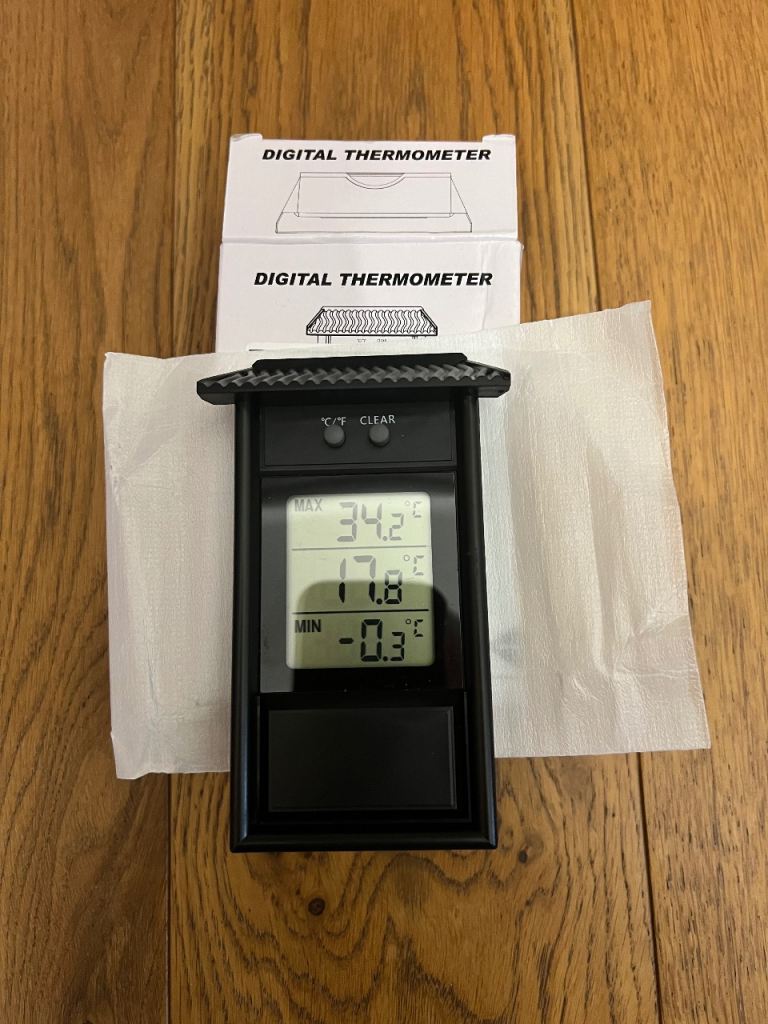 DIGITAL THERMOMETER
DIGITAL THERMOMETER
°C/°F CLEAR
MAX 34.2 °C
17.8 °C
MIN -0.3 °C